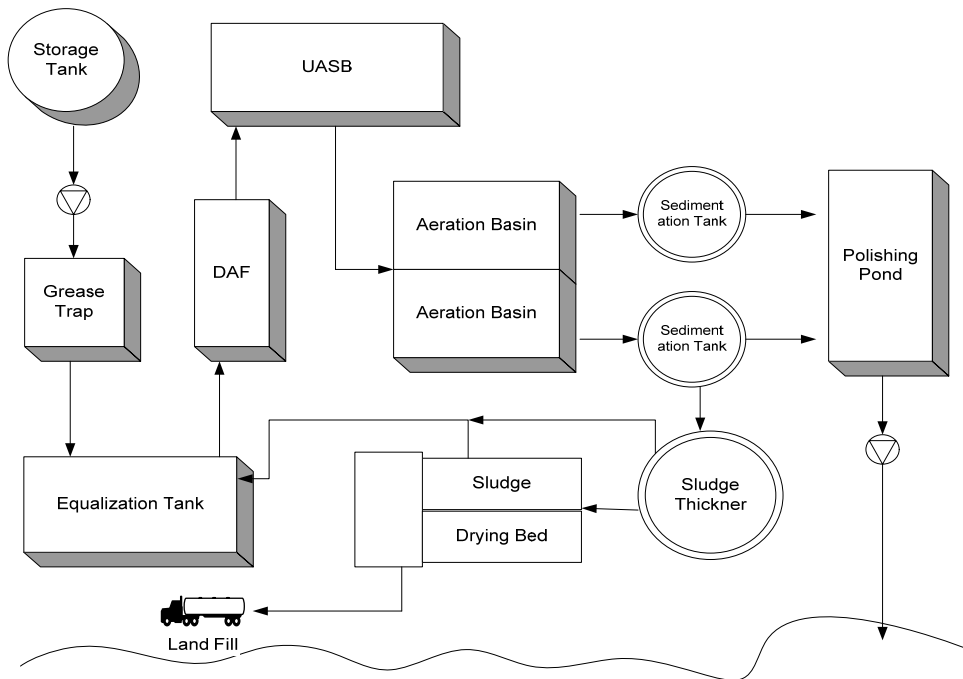 Storage
Tank
UASB
Aeration Basin
Sediment
ation Tank
Polishing
Pond
DAF
Grease
Trap
Aeration Basin
Sediment
ation Tank
Equalization Tank
Sludge
Drying Bed
Sludge
Thickner
Land Fill